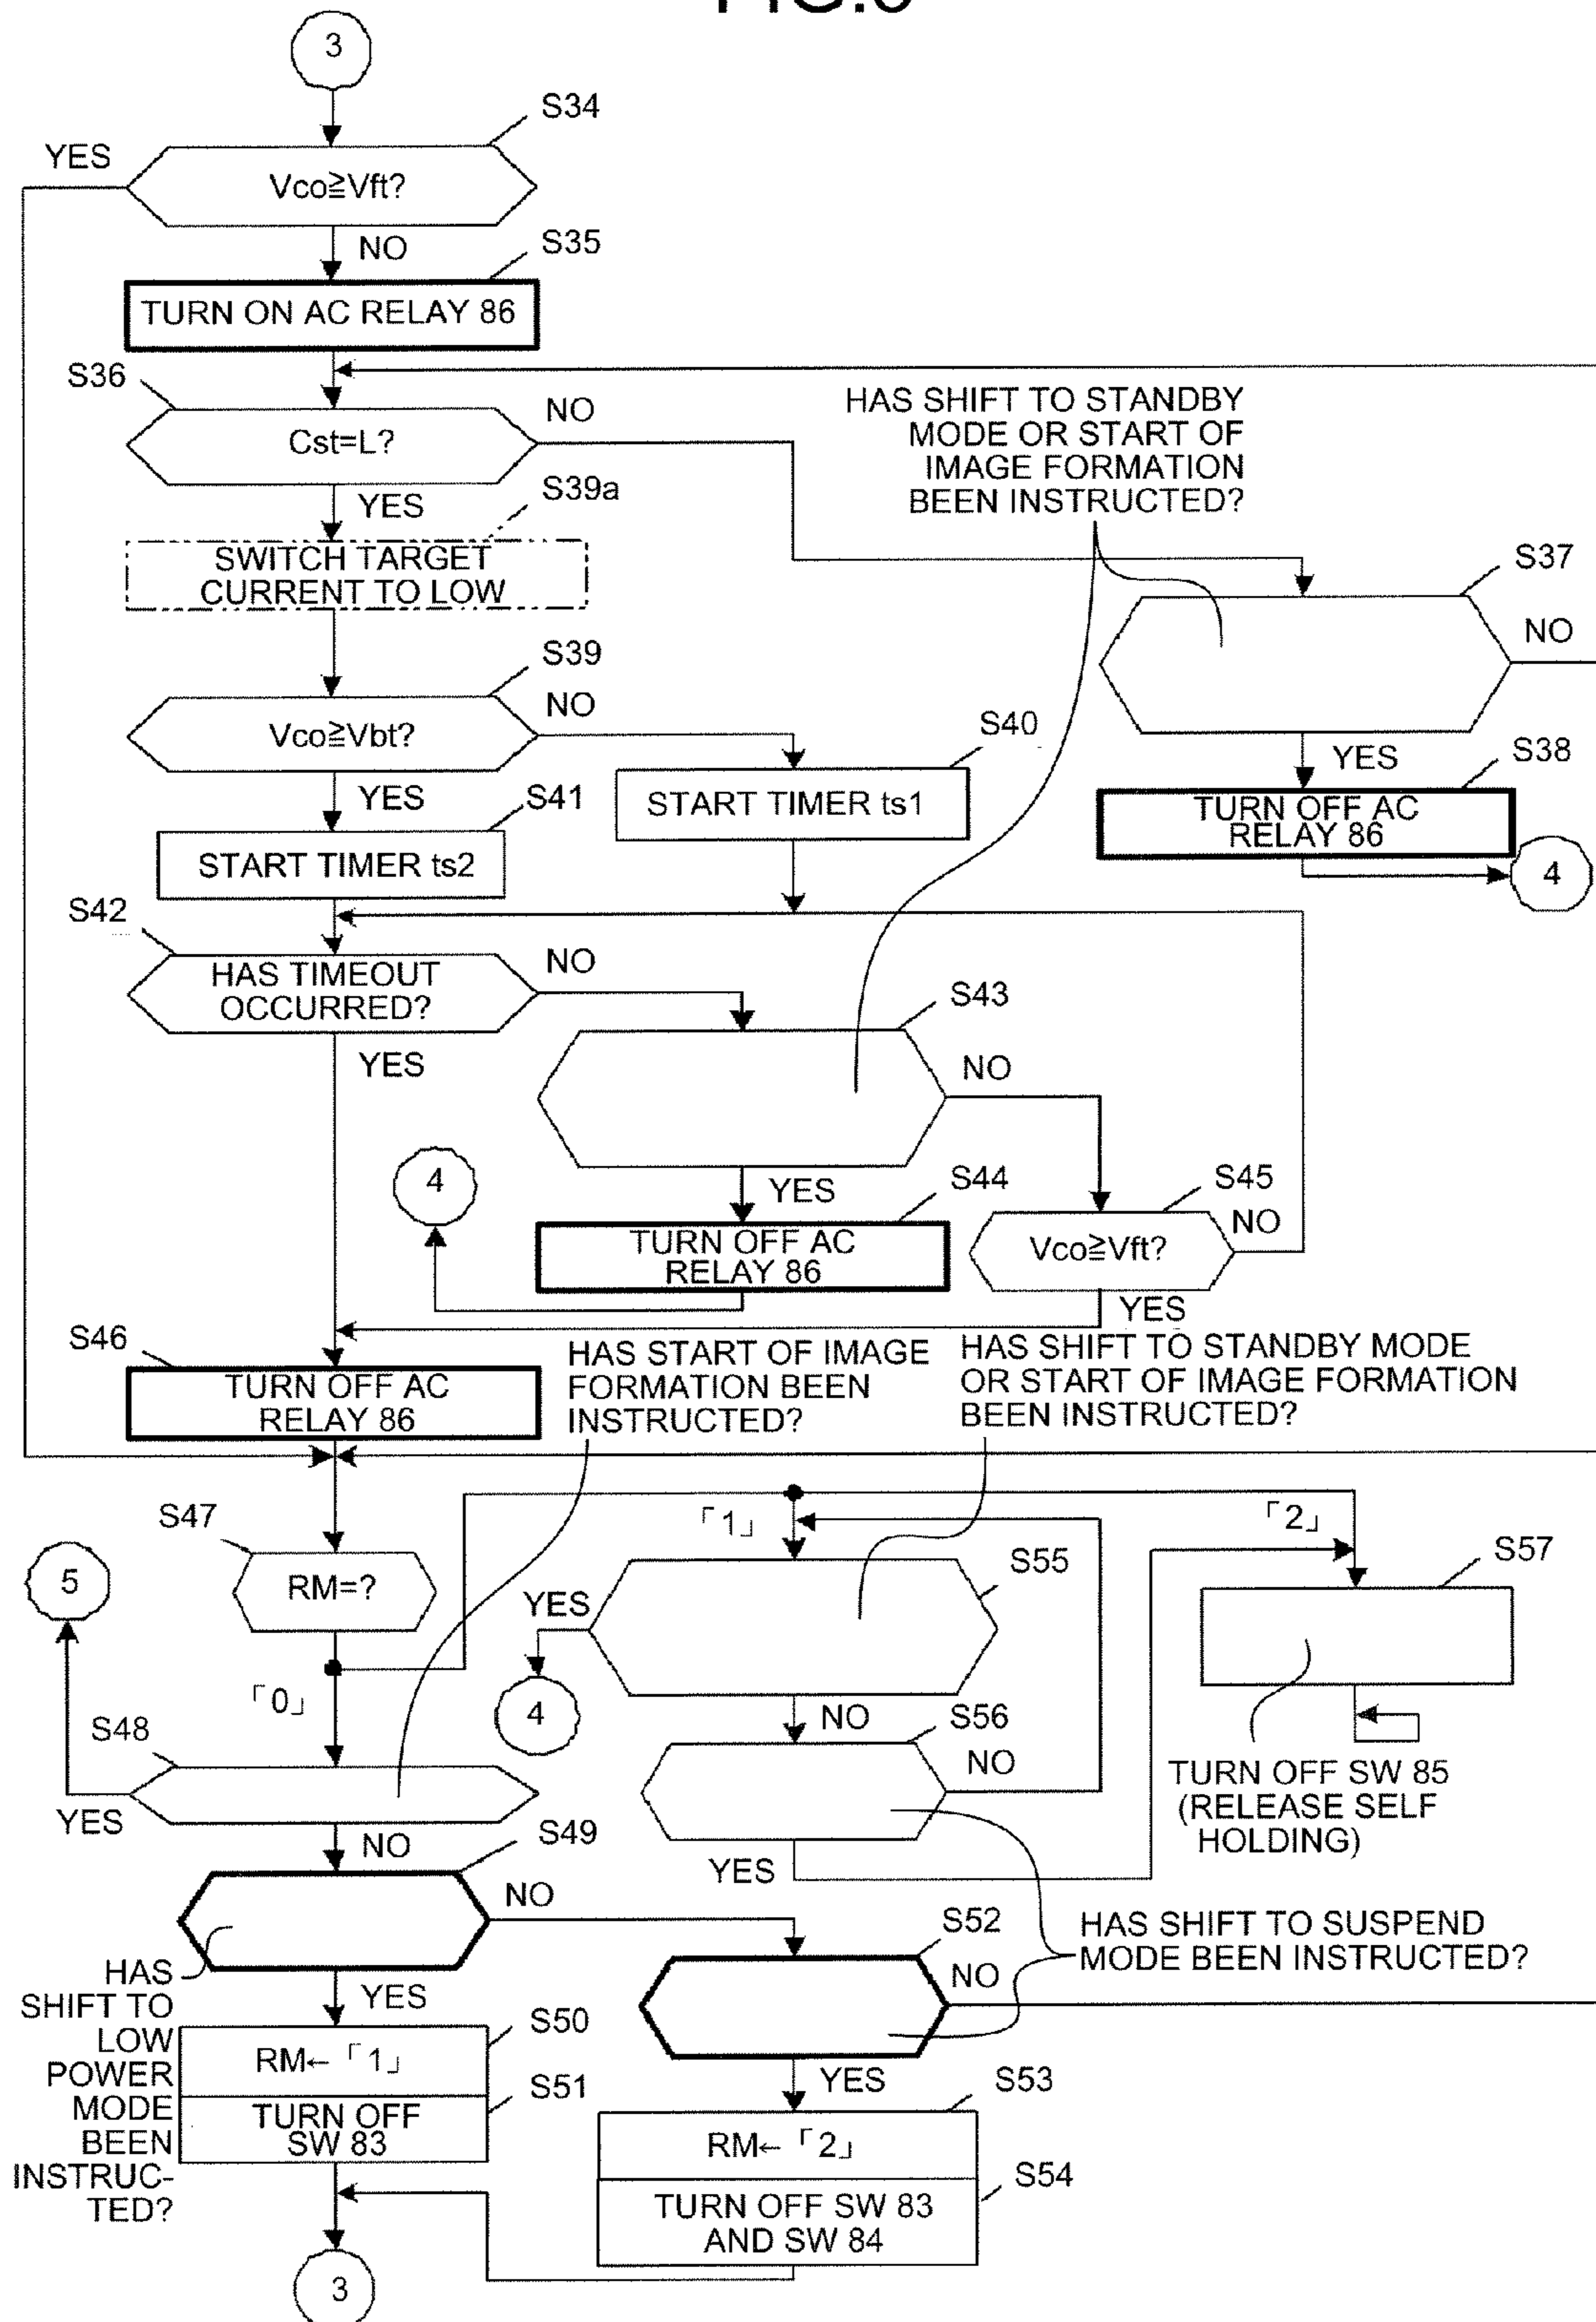 3
S34
YES
Vco≧Vft?
NO
S35
TURN ON AC RELAY 86
S36
NO
Cst=L?
HAS SHIFT TO STANDBY
MODE OR START OF
IMAGE FORMATION
BEEN INSTRUCTED?
YES
S39a
SWITCH TARGET
CURRENT TO LOW
S37
NO
S39
NO
Vco≧Vbt?
S40
YES
S38
YES
S41
START TIMER ts1
TURN OFF AC
RELAY 86
START TIMER ts2
4
S42
NO
HAS TIMEOUT
OCCURRED?
S43
YES
NO
4
YES
S44
S45
TURN OFF AC
RELAY 86
Vco≧Vft?
NO
YES
S46
HAS START OF IMAGE
FORMATION BEEN
INSTRUCTED?
HAS SHIFT TO STANDBY MODE
OR START OF IMAGE FORMATION
BEEN INSTRUCTED?
TURN OFF AC
RELAY 86
S47
「1」
「2」
S55
S57
5
RM=?
YES
「0」
4
NO
S56
S48
NO
TURN OFF SW 85
(RELEASE SELF
HOLDING)
YES
NO
S49
YES
NO
S52
HAS SHIFT TO SUSPEND
MODE BEEN INSTRUCTED?
NO
HAS
SHIFT TO
LOW
POWER
MODE
BEEN
INSTRUC-
TED?
YES
S50
RM← 「1」
S51
TURN OFF
SW 83
YES
S53
RM← 「2」
S54
TURN OFF SW 83
AND SW 84
3